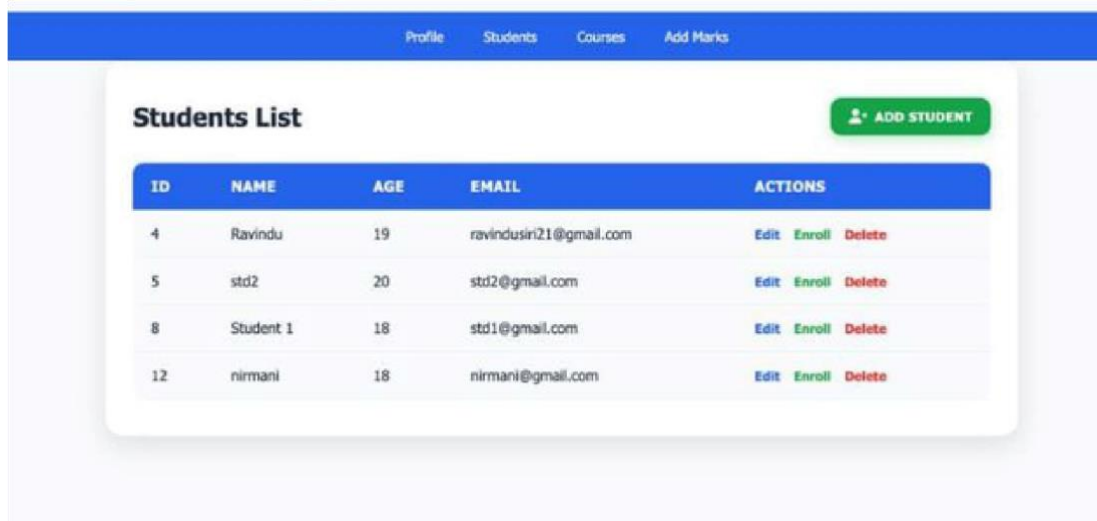 Profile Students Courses Add Marks
Students List
ADD STUDENT
ID NAME AGE EMAIL ACTIONS
4 Ravindu 19 ravindusiri21@gmail.com Edit Enroll Delete
5 std2 20 std2@gmail.com Edit Enroll Delete
8 Student 1 18 std1@gmail.com Edit Enroll Delete
12 nirmani 18 nirmani@gmail.com Edit Enroll Delete